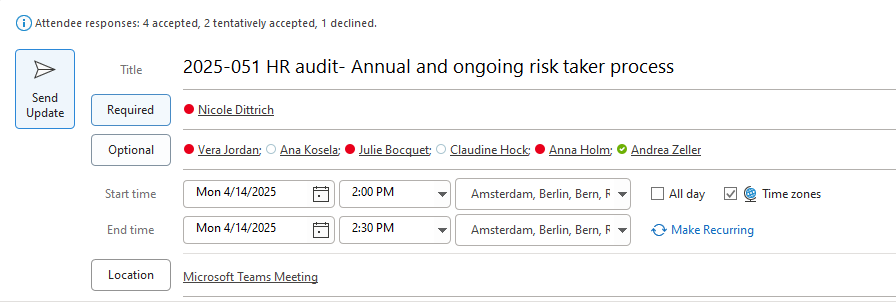 Attendee responses: 4 accepted, 2 tentatively accepted, 1 declined.
Send Update
Title 2025-051 HR audit- Annual and ongoing risk taker process
Required Nicole Dittrich
Optional Vera Jordan; Ana Kosela; Julie Bocquet; Claudine Hock; Anna Holm; Andrea Zeller
Start time Mon 4/14/2025 2:00 PM Amsterdam, Berlin, Bern, R All day Time zones
End time Mon 4/14/2025 2:30 PM Amsterdam, Berlin, Bern, R Make Recurring
Location Microsoft Teams Meeting